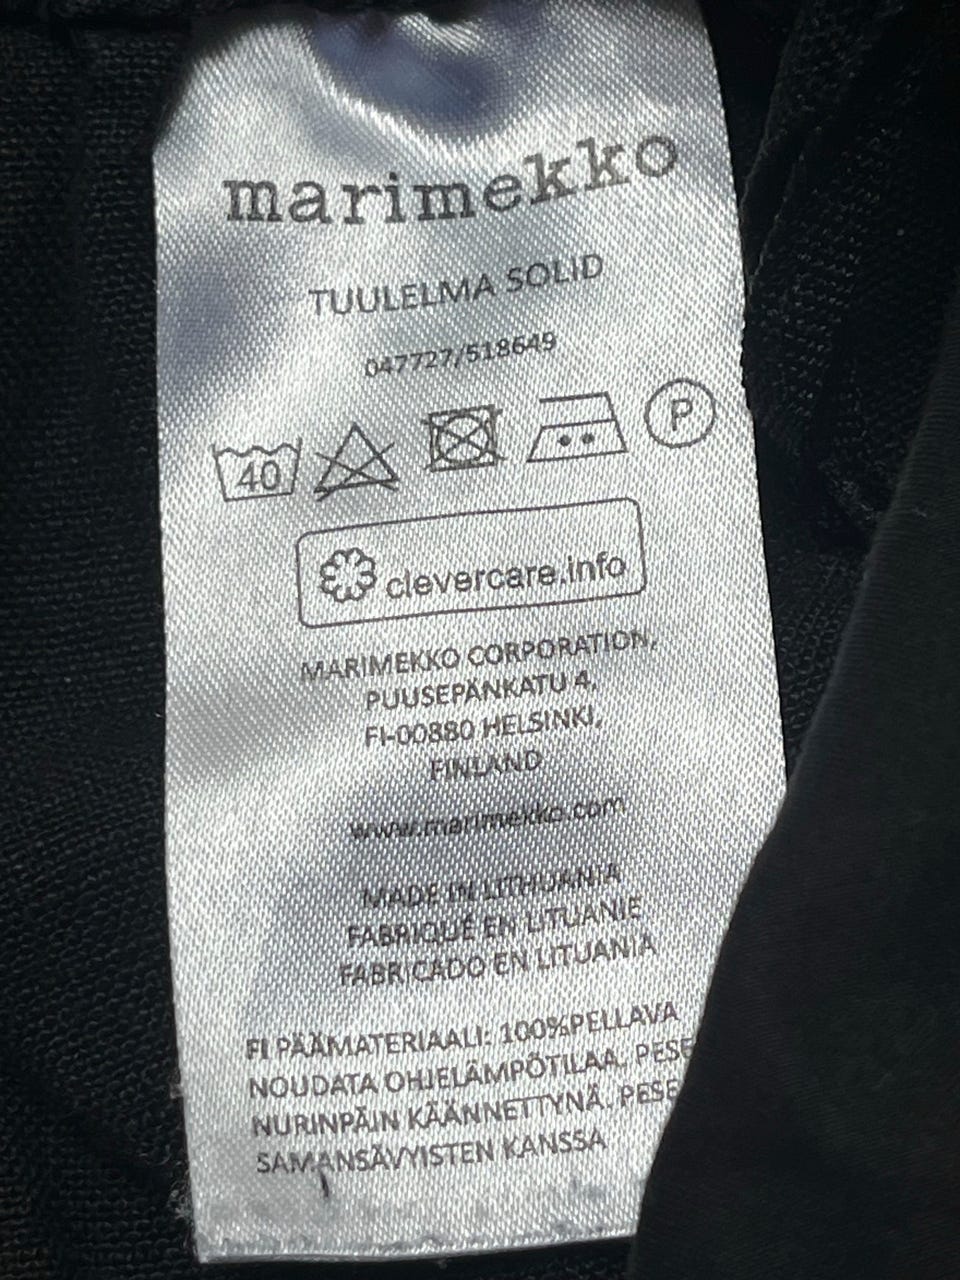 marimekko
TUULELMA SOLID
047727/518649
40
P
clevercare.info
MARIMEKKO CORPORATION,
PUUSEPÄNKATU 4,
FI-00880 HELSINKI,
FINLAND
www.marimekko.com
MADE IN LITHUANIA
FABRIQUÉ EN LITUANIE
FABRICADO EN LITUANIA
FI PÄÄMATERIAALI: 100%PELLAVA
NOUDATA OHJELÄMPÖTILAA. PESE
NURINPÄIN KÄÄNNETTYNÄ. PESE
SAMANSÄVYISTEN KANSSA